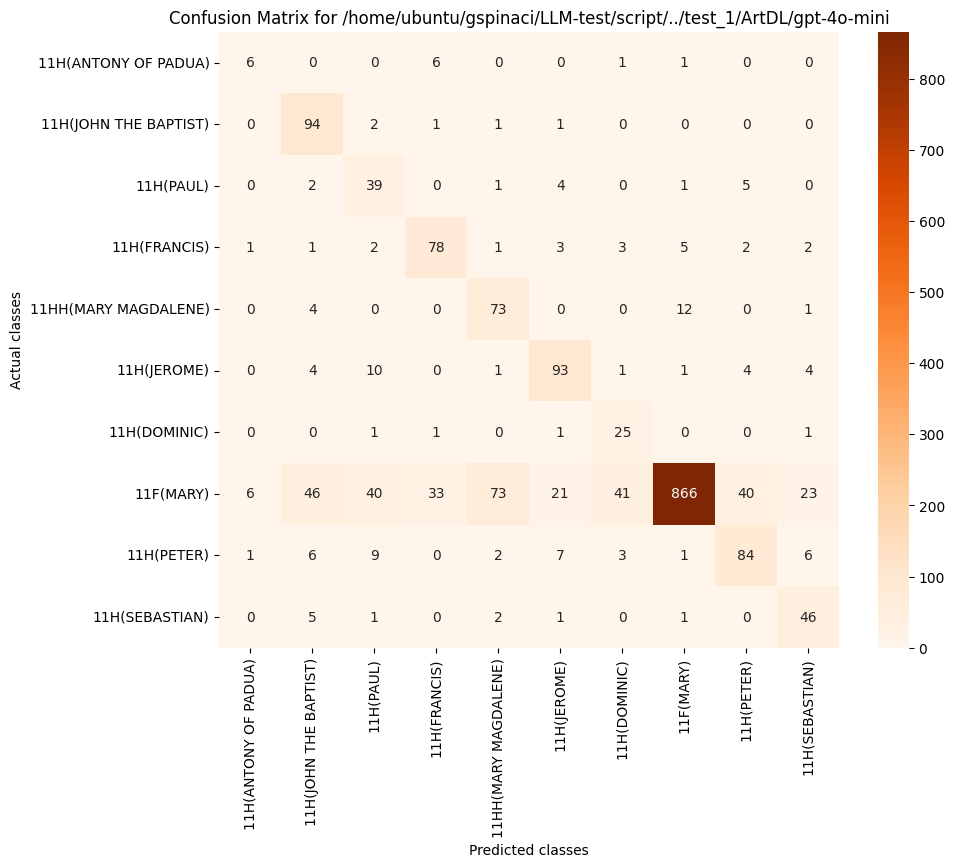 Confusion Matrix for /home/ubuntu/gspinaci/LLM-test/script/../test_1/ArtDL/gpt-4o-mini
11H(ANTONY OF PADUA) 6 0 0 6 0 0 1 1 0 0
11H(JOHN THE BAPTIST) 0 94 2 1 1 1 0 0 0 0
11H(PAUL) 0 2 39 0 1 4 0 1 5 0
11H(FRANCIS) 1 1 2 78 1 3 3 5 2 2
11HH(MARY MAGDALENE) 0 4 0 0 73 0 0 12 0 1
11H(JEROME) 0 4 10 0 1 93 1 1 4 4
11H(DOMINIC) 0 0 1 1 0 1 25 0 0 1
11F(MARY) 6 46 40 33 73 21 41 866 40 23
11H(PETER) 1 6 9 0 2 7 3 1 84 6
11H(SEBASTIAN) 0 5 1 0 2 1 0 1 0 46
Actual classes
11H(ANTONY OF PADUA)
11H(JOHN THE BAPTIST)
11H(PAUL)
11H(FRANCIS)
11HH(MARY MAGDALENE)
11H(JEROME)
11H(DOMINIC)
11F(MARY)
11H(PETER)
11H(SEBASTIAN)
Predicted classes
800
700
600
500
400
300
200
100
0